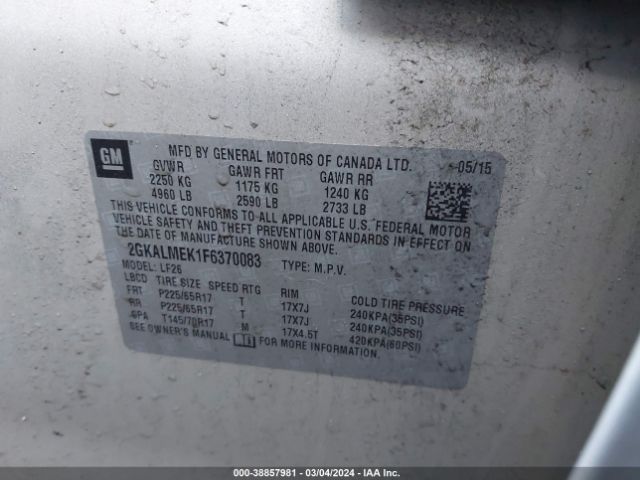 GM
MFD BY GENERAL MOTORS OF CANADA LTD. 05/15
GVWR GAWR FRT GAWR RR
2250 KG 1175 KG 1240 KG
4960 LB 2590 LB 2733 LB
THIS VEHICLE CONFORMS TO ALL APPLICABLE U.S. FEDERAL MOTOR
VEHICLE SAFETY AND THEFT PREVENTION STANDARDS IN EFFECT ON
THE DATE OF MANUFACTURE SHOWN ABOVE.
2GKALMEK1F6370083 TYPE: M.P.V.
MODEL: LF26
LBCD TIRE SIZE SPEED RTG RIM COLD TIRE PRESSURE
FRT P225/65R17 T 17X7J 240KPA(35PSI)
RR P225/65R17 T 17X7J 240KPA(35PSI)
SPA T145/70R17 M 17X4.5T 420KPA(60PSI)
SEE OWNER'S MANUAL FOR MORE INFORMATION.
000-38857981 - 03/04/2024 - IAAI.COM